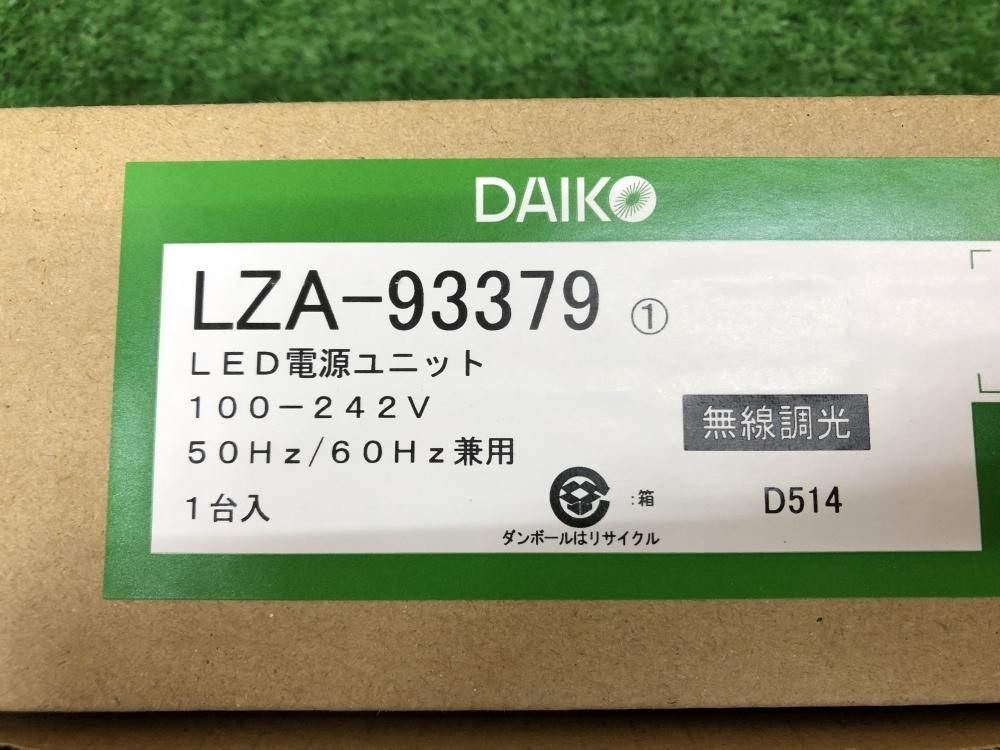 DAIKO
LZA-93379 ①
LED電源ユニット
100-242V
無線調光
50Hz/60Hz兼用
1台入
:箱
D514
ダンボールはリサイクル